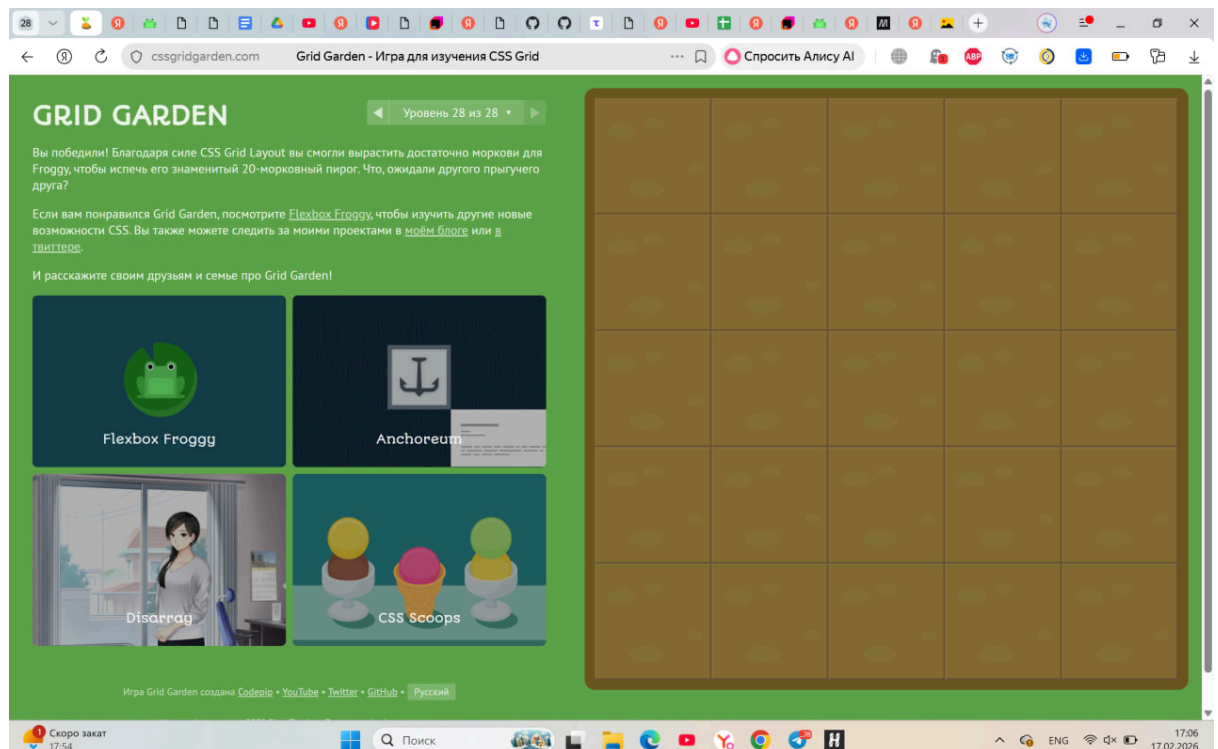 28
cssgridgarden.com
Grid Garden - Игра для изучения CSS Grid
Спросить Алису AI
ABP
GRID GARDEN
Уровень 28 из 28
Вы победили! Благодаря силе CSS Grid Layout вы смогли вырастить достаточно моркови для
Froggy, чтобы испечь его знаменитый 20-морковный пирог. Что, ожидали другого прыгучего
друга?
Если вам понравился Grid Garden, посмотрите Flexbox Froggy, чтобы изучить другие новые
возможности CSS. Вы также можете следить за моими проектами в моём блоге или в
твиттере.
И расскажите своим друзьям и семье про Grid Garden!
Flexbox Froggy
Anchoreum
Disarray
CSS Scoops
Игра Grid Garden создана Codepip • YouTube • Twitter • GitHub • Русский
1
Скоро закат
17:54
Поиск
ENG
17:06
17.02.2026